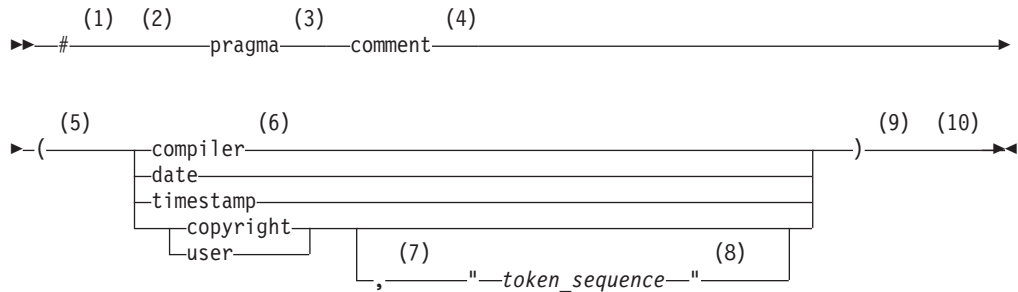 (1) (2) (3) (4)
# pragma comment
(5) (6) (9) (10)
( compiler )
date
timestamp
copyright
user
(7) (8)
, " token_sequence "